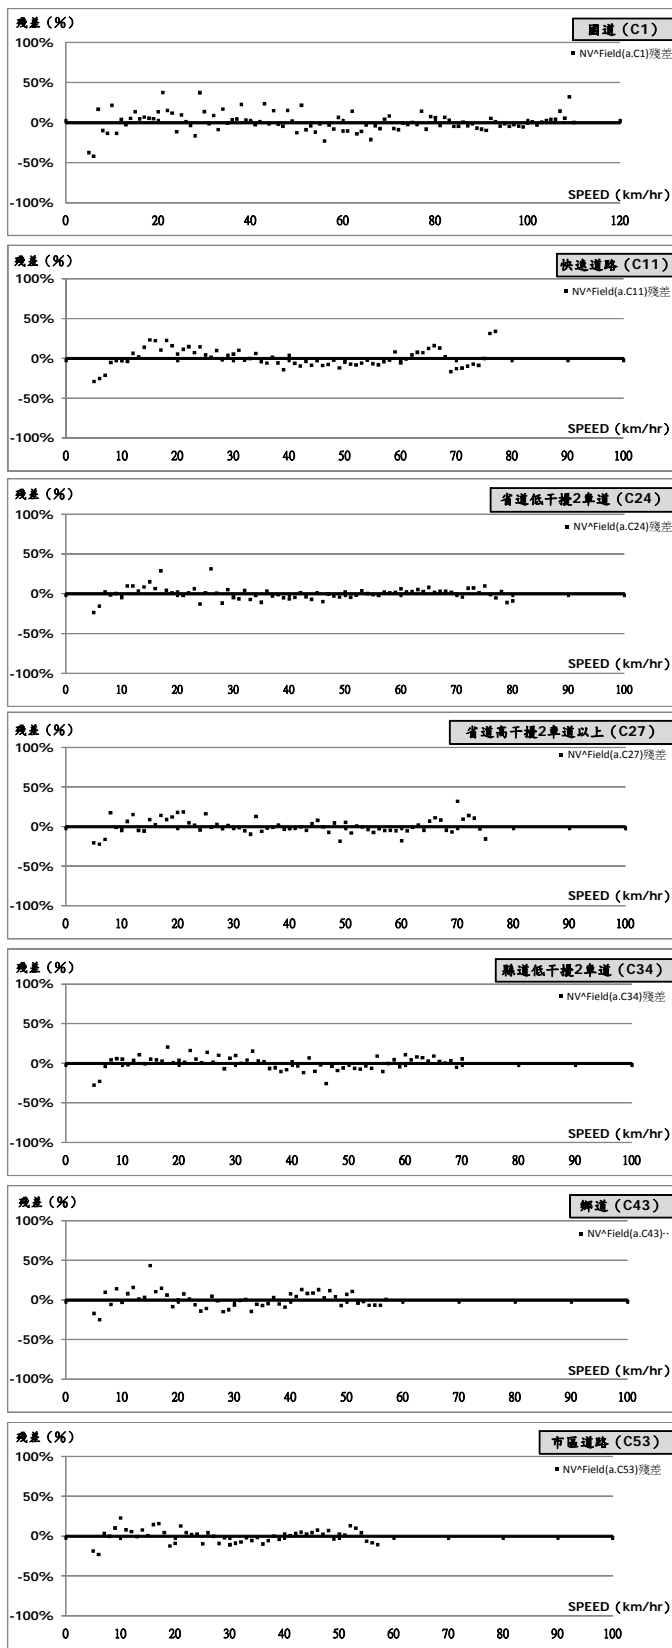 殘差（%）
國道（C1）
NV^Field(a.C1)殘差
100%
50%
0%
-50%
-100%
SPEED（km/hr）
0 20 40 60 80 100 120
殘差（%）
快速道路（C11）
NV^Field(a.C11)殘差
100%
50%
0%
-50%
-100%
SPEED（km/hr）
0 10 20 30 40 50 60 70 80 90 100
殘差（%）
省道低干擾2車道（C24）
NV^Field(a.C24)殘差
100%
50%
0%
-50%
-100%
SPEED（km/hr）
0 10 20 30 40 50 60 70 80 90 100
殘差（%）
省道高干擾2車道以上（C27）
NV^Field(a.C27)殘差
100%
50%
0%
-50%
-100%
SPEED（km/hr）
0 10 20 30 40 50 60 70 80 90 100
殘差（%）
縣道低干擾2車道（C34）
NV^Field(a.C34)殘差
100%
50%
0%
-50%
-100%
SPEED（km/hr）
0 10 20 30 40 50 60 70 80 90 100
殘差（%）
鄉道（C43）
NV^Field(a.C43)…
100%
50%
0%
-50%
-100%
SPEED（km/hr）
0 10 20 30 40 50 60 70 80 90 100
殘差（%）
市區道路（C53）
NV^Field(a.C53)殘差
100%
50%
0%
-50%
-100%
SPEED（km/hr）
0 10 20 30 40 50 60 70 80 90 100